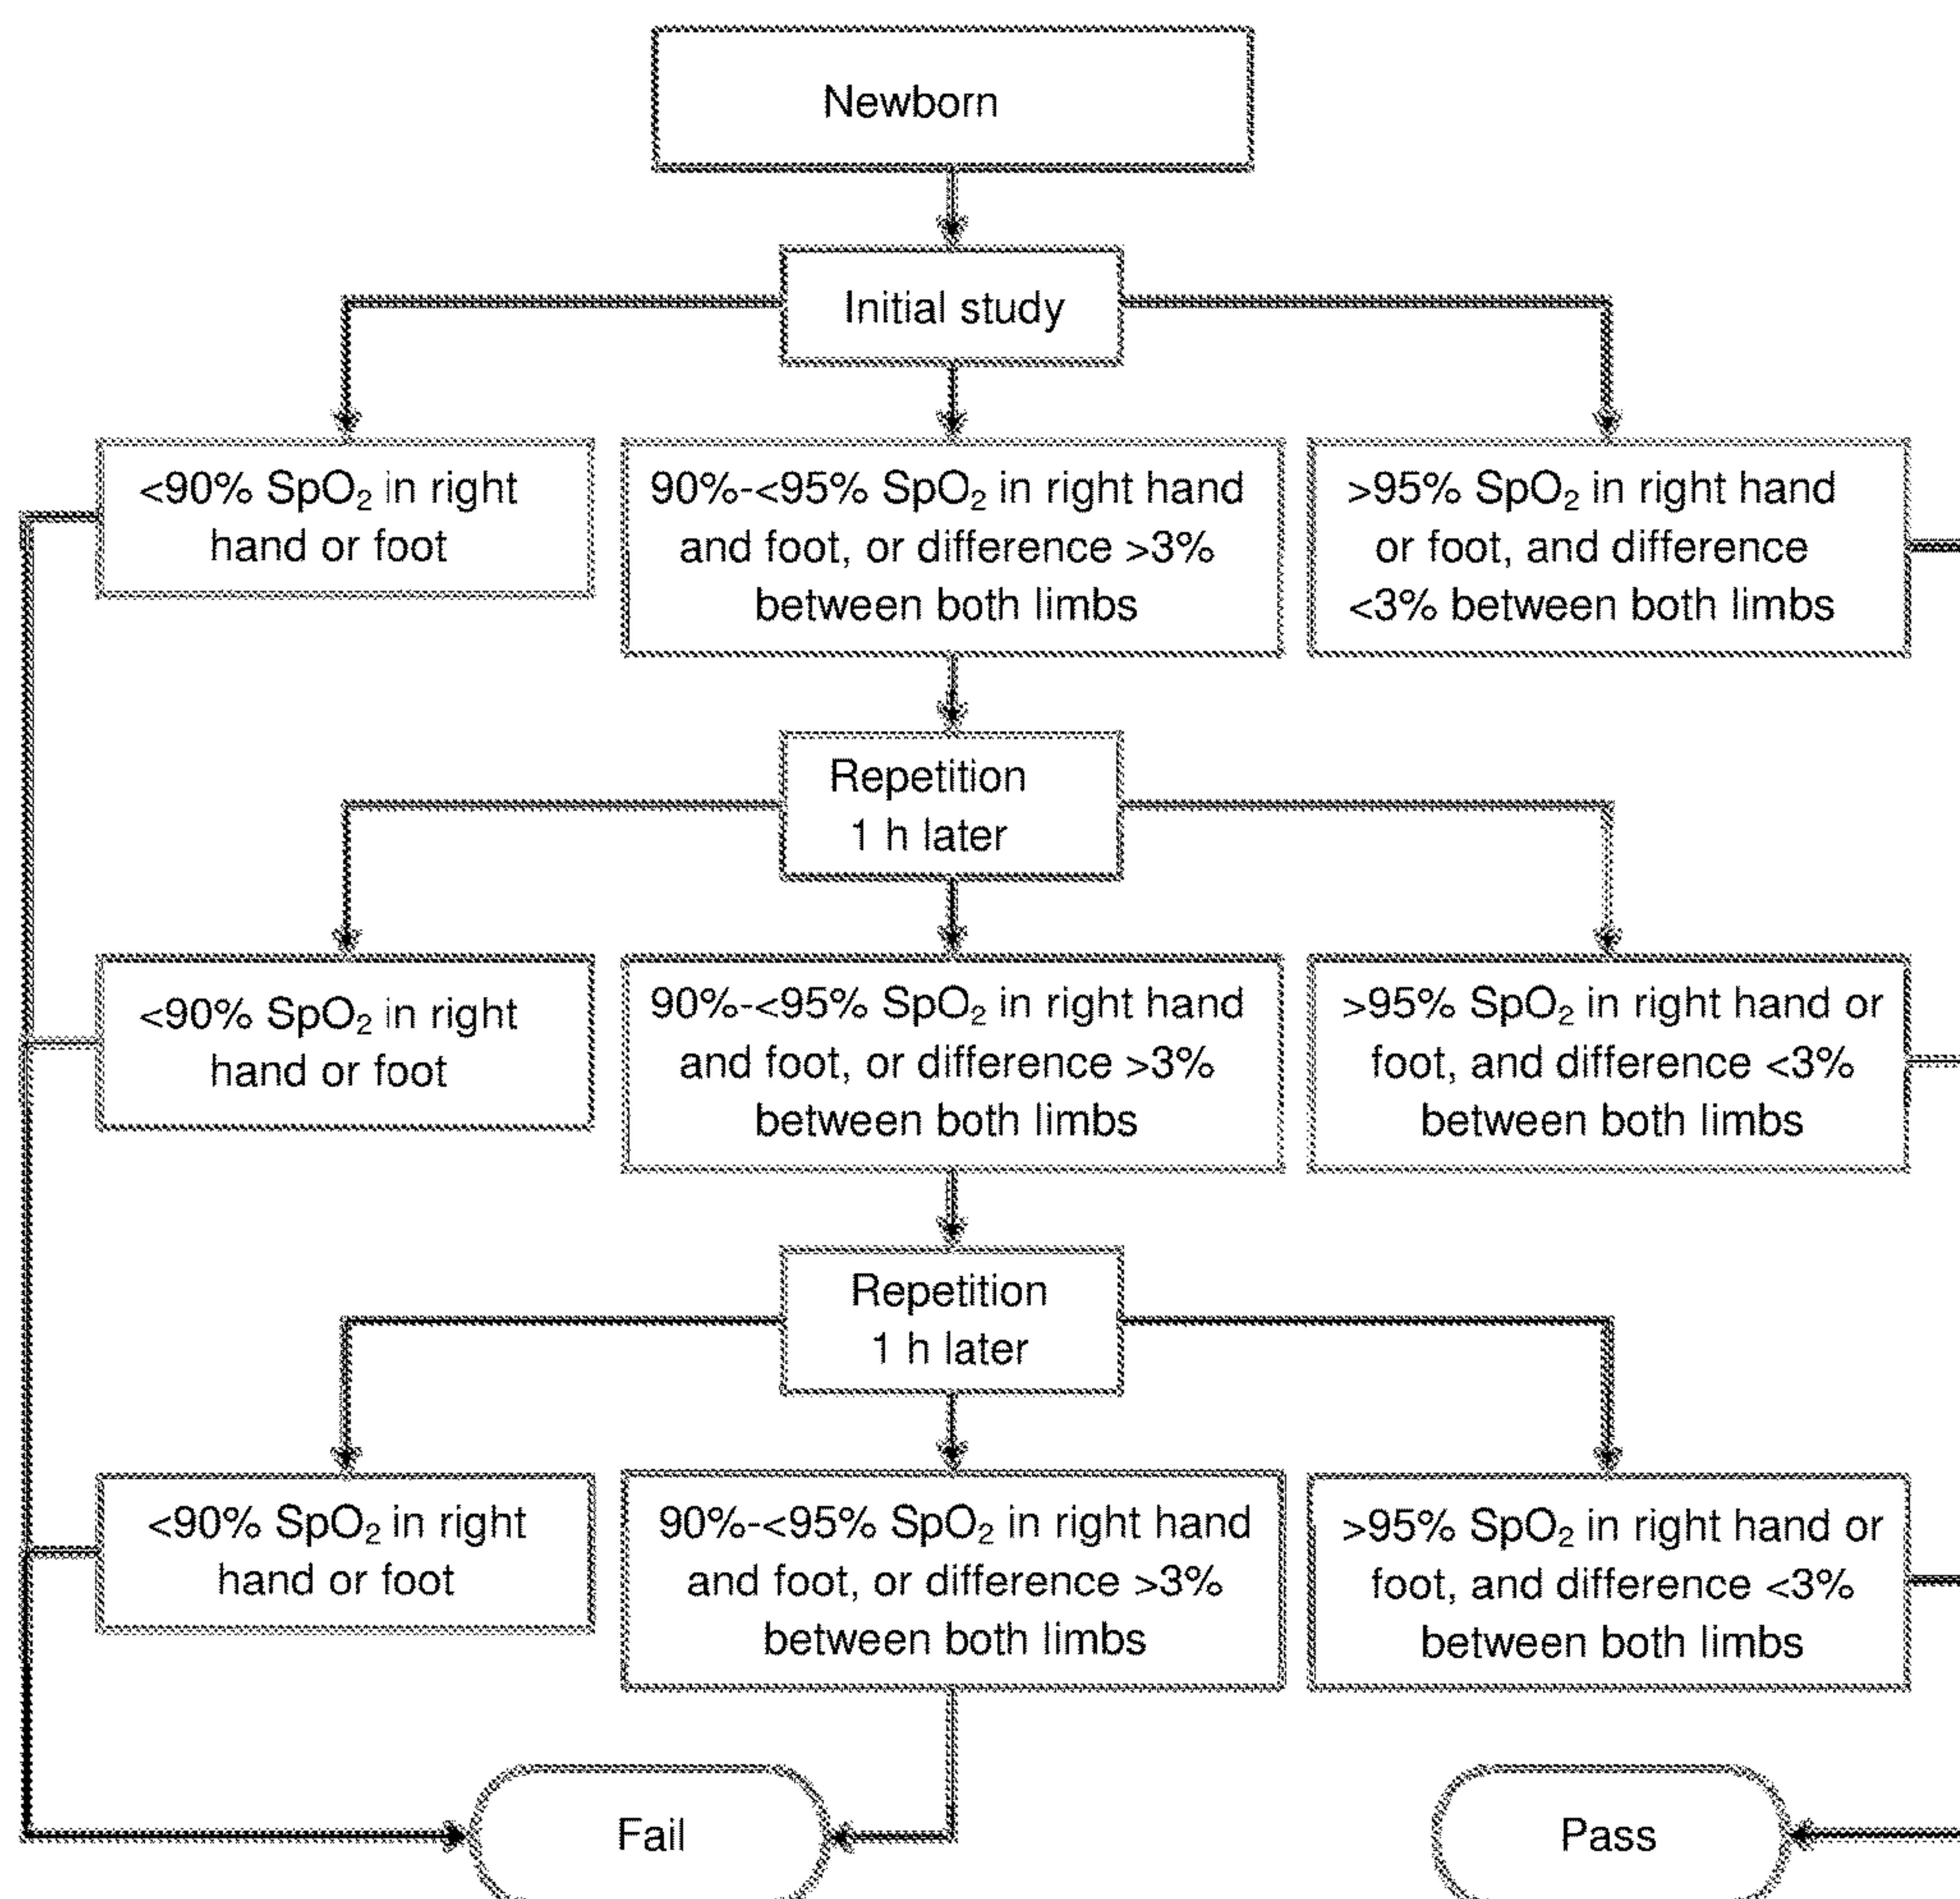 Newborn
Initial study
<90% SpO₂ in right
hand or foot
90%-<95% SpO₂ in right hand
and foot, or difference >3%
between both limbs
>95% SpO₂ in right hand
or foot, and difference
<3% between both limbs
Repetition
1 h later
<90% SpO₂ in right
hand or foot
90%-<95% SpO₂ in right hand
and foot, or difference >3%
between both limbs
>95% SpO₂ in right hand or
foot, and difference <3%
between both limbs
Repetition
1 h later
<90% SpO₂ in right
hand or foot
90%-<95% SpO₂ in right hand
and foot, or difference >3%
between both limbs
>95% SpO₂ in right hand or
foot, and difference <3%
between both limbs
Fail
Pass